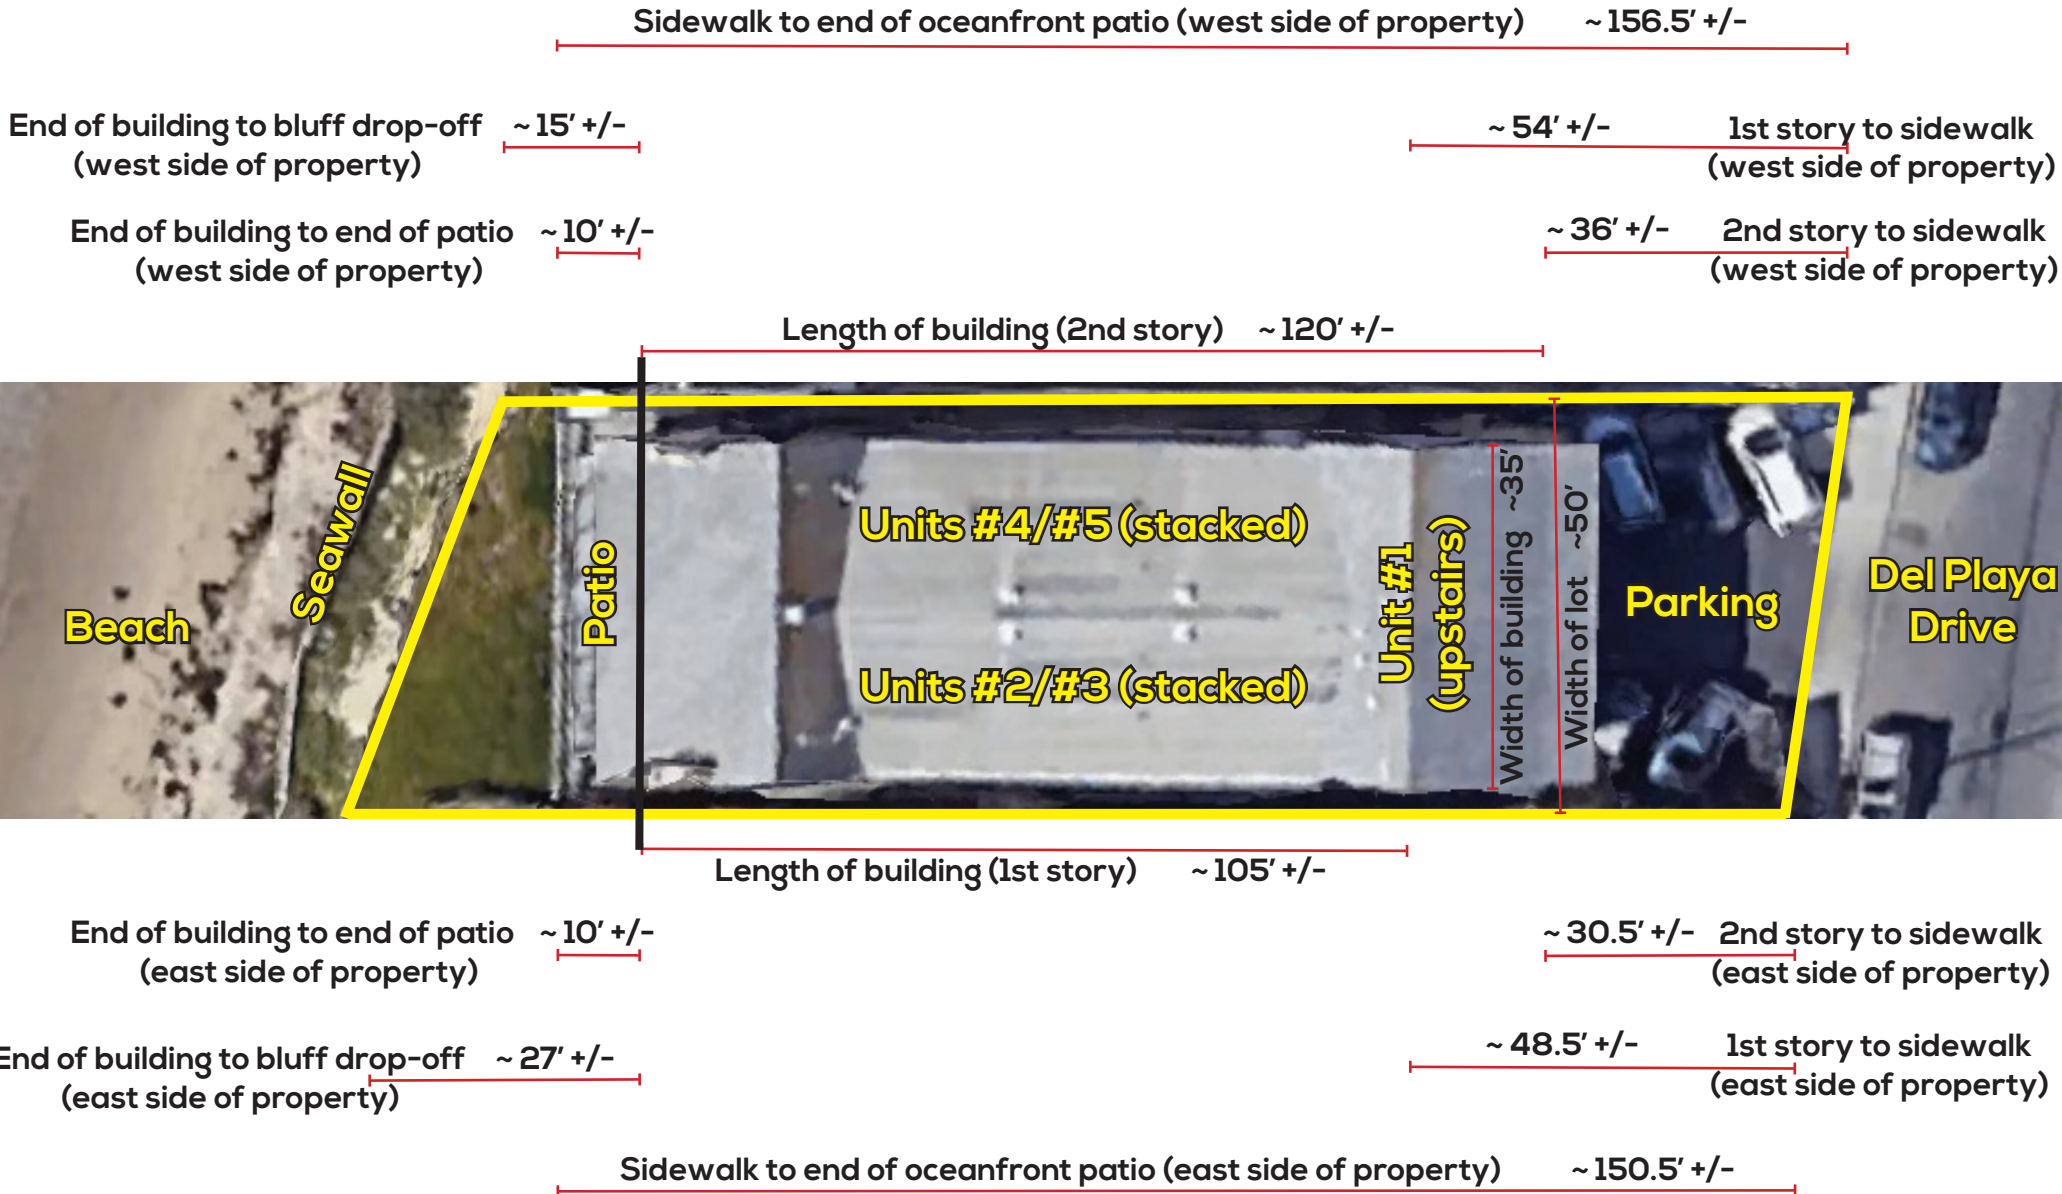 Sidewalk to end of oceanfront patio (west side of property) ~ 156.5' +/-
End of building to bluff drop-off ~ 15' +/-
(west side of property)
~ 54' +/- 1st story to sidewalk
(west side of property)
End of building to end of patio ~ 10' +/-
(west side of property)
~ 36' +/- 2nd story to sidewalk
(west side of property)
Length of building (2nd story) ~ 120' +/-
Beach
Seawall
Patio
Units #4/#5 (stacked)
Units #2/#3 (stacked)
Unit #1
(upstairs)
Width of building ~35'
Width of lot ~50'
Parking
Del Playa
Drive
Length of building (1st story) ~ 105' +/-
End of building to end of patio ~ 10' +/-
(east side of property)
~ 30.5' +/- 2nd story to sidewalk
(east side of property)
End of building to bluff drop-off ~ 27' +/-
(east side of property)
~ 48.5' +/- 1st story to sidewalk
(east side of property)
Sidewalk to end of oceanfront patio (east side of property) ~ 150.5' +/-